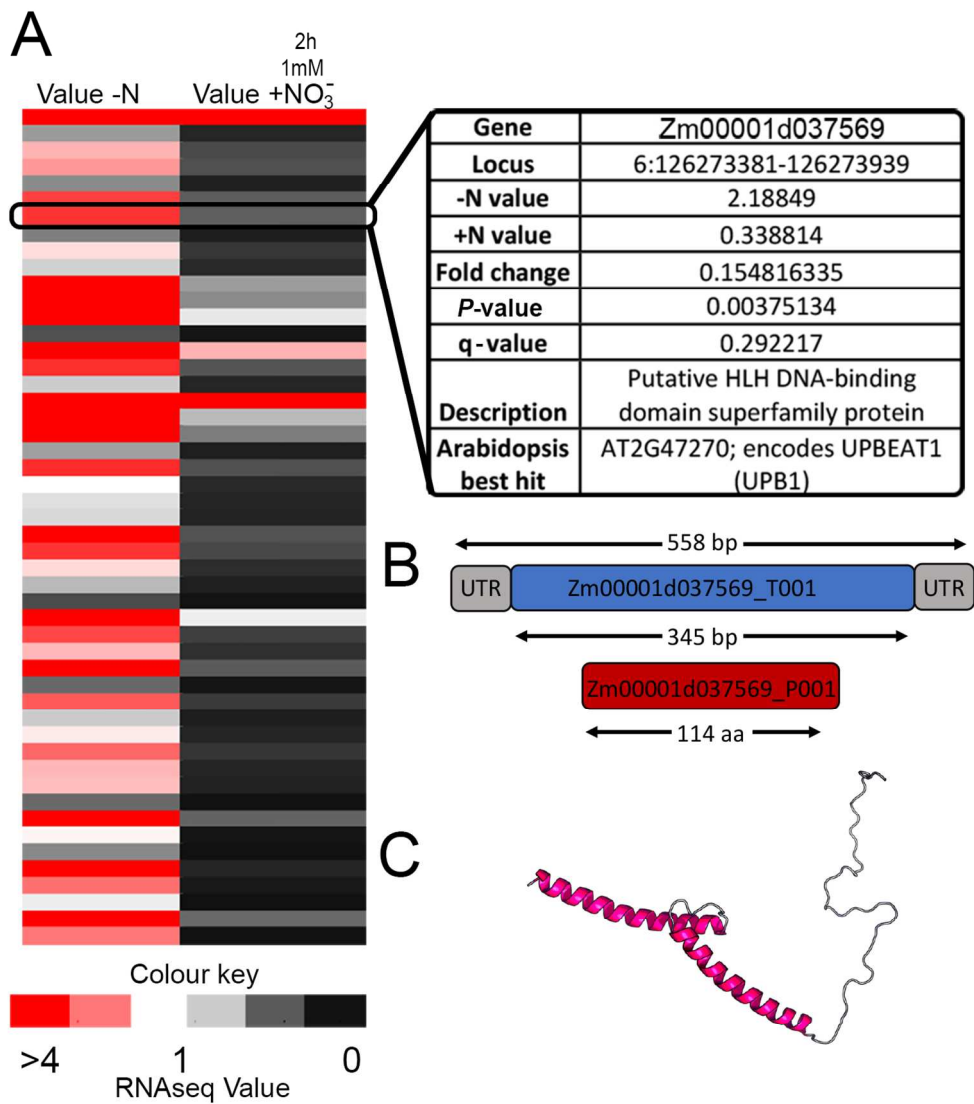 A
2h
1mM
Value -N
Value +NO₃⁻
Gene Zm00001d037569
Locus 6:126273381-126273939
-N value 2.18849
+N value 0.338814
Fold change 0.154816335
P-value 0.00375134
q-value 0.292217
Putative HLH DNA-binding
Description domain superfamily protein
Arabidopsis AT2G47270; encodes UPBEAT1
best hit (UPB1)
B
558 bp
UTR Zm00001d037569_T001 UTR
345 bp
Zm00001d037569_P001
114 aa
C
Colour key
>4 1 0
RNAseq Value